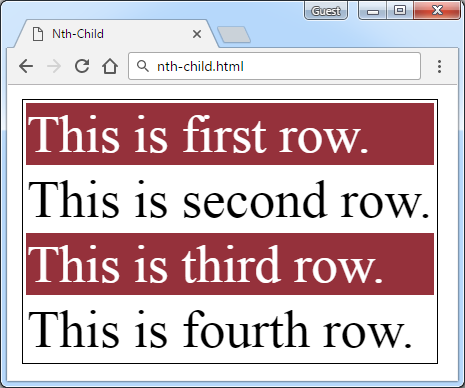 Guest
Nth-Child
nth-child.html
This is first row.
This is second row.
This is third row.
This is fourth row.